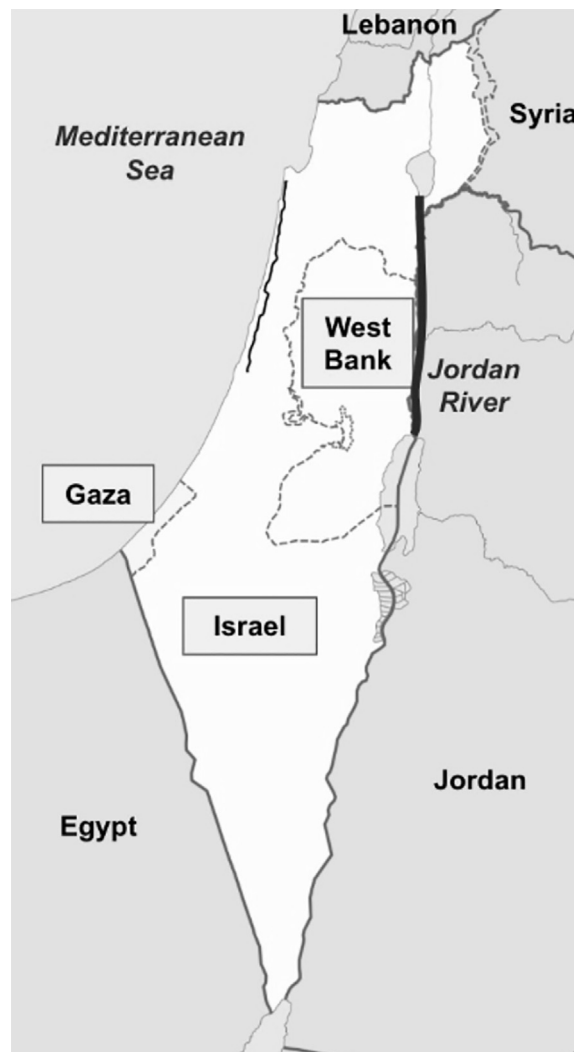 Lebanon
Syria
Mediterranean
Sea
West
Bank
Jordan
River
Gaza
Israel
Jordan
Egypt